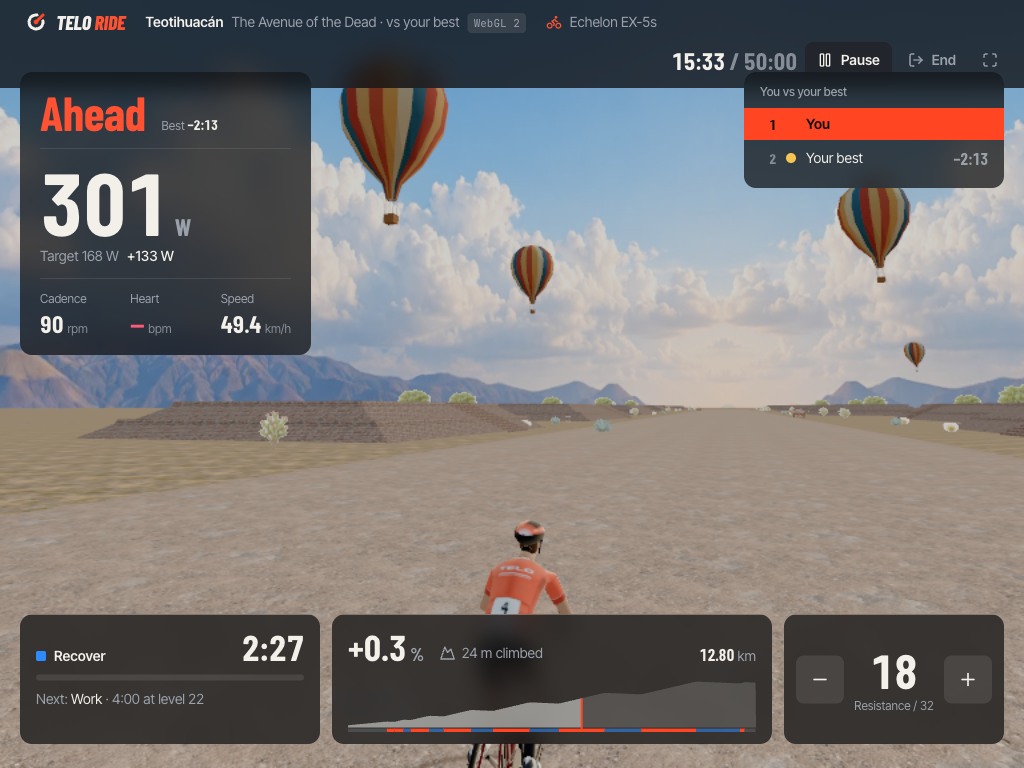 TELO RIDE Teotihuacán The Avenue of the Dead · vs your best WebGL 2 Echelon EX-5s
15:33 / 50:00 Pause End
Ahead Best −2:13
301 W
Target 168 W +133 W
Cadence Heart Speed
90 rpm — bpm 49.4 km/h
You vs your best
1 You
2 Your best −2:13
TELO
4
Recover 2:27
Next: Work · 4:00 at level 22
+0.3 % 24 m climbed 12.80 km
− 18 +
Resistance / 32